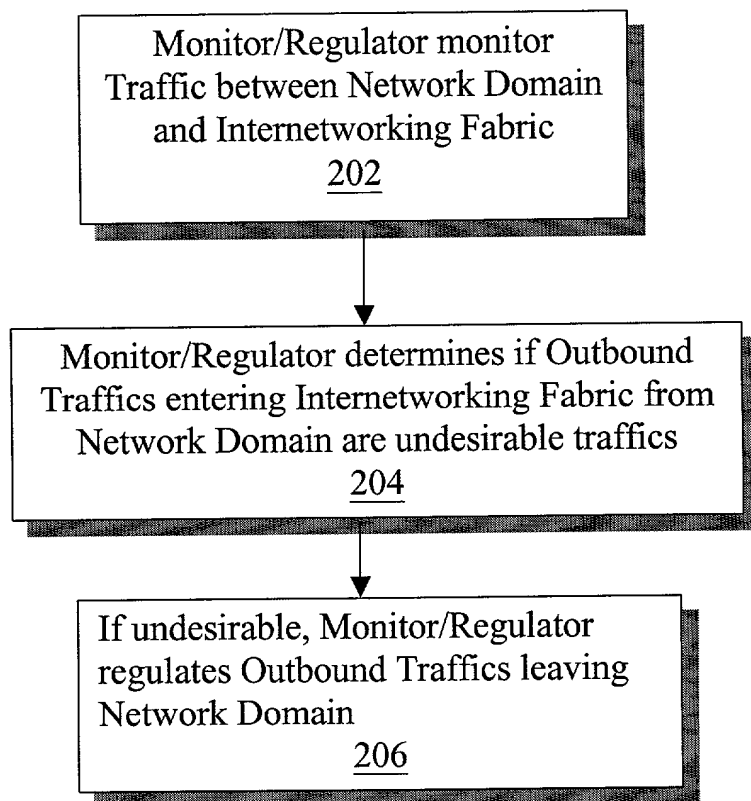 Monitor/Regulator monitor
Traffic between Network Domain
and Internetworking Fabric
202
Monitor/Regulator determines if Outbound
Traffics entering Internetworking Fabric from
Network Domain are undesirable traffics
204
If undesirable, Monitor/Regulator
regulates Outbound Traffics leaving
Network Domain
206